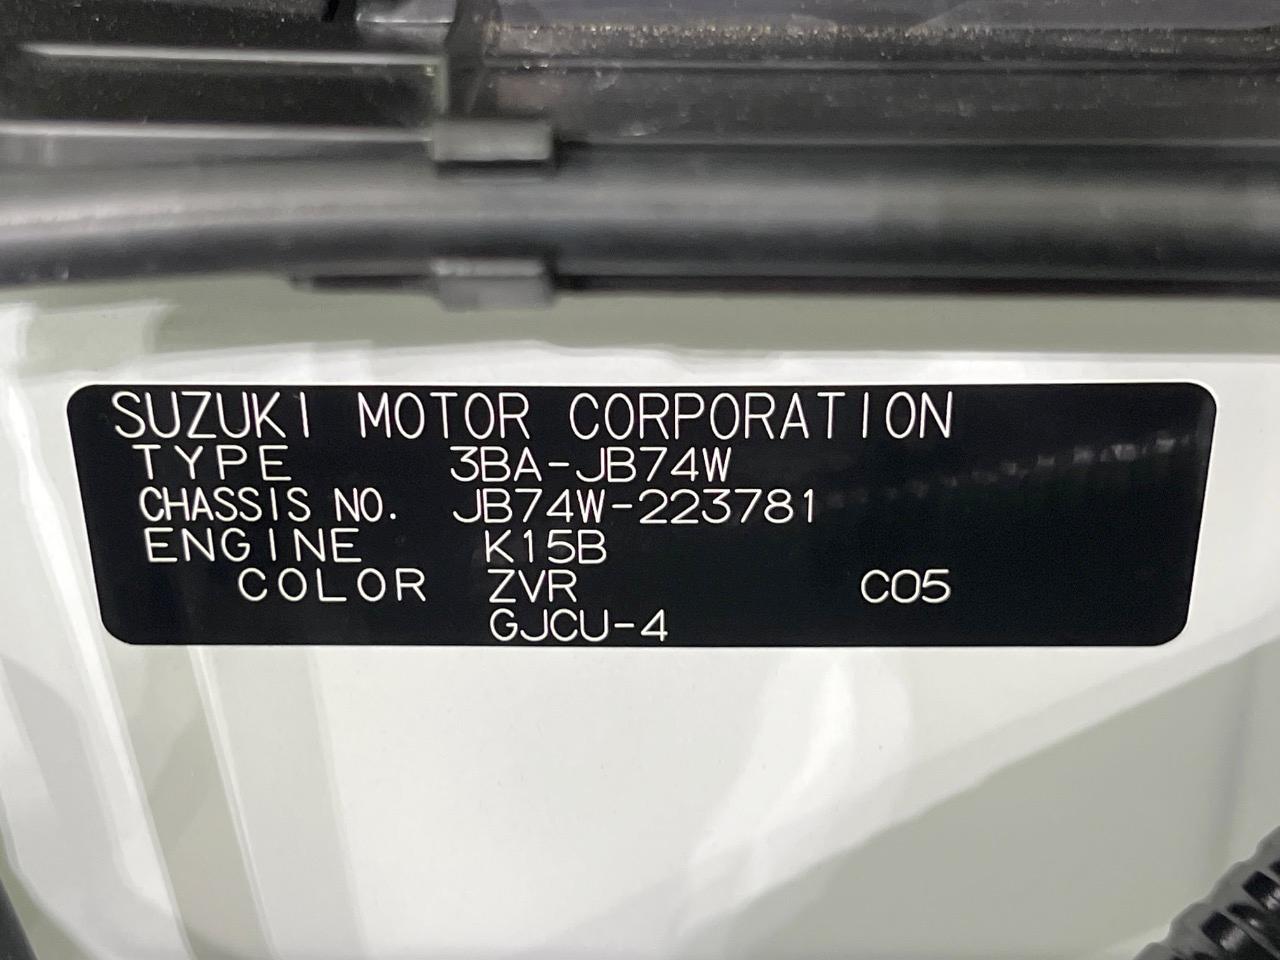 SUZUKI MOTOR CORPORATION
TYPE 3BA-JB74W
CHASSIS NO. JB74W-223781
ENGINE K15B
COLOR ZVR C05
GJCU-4